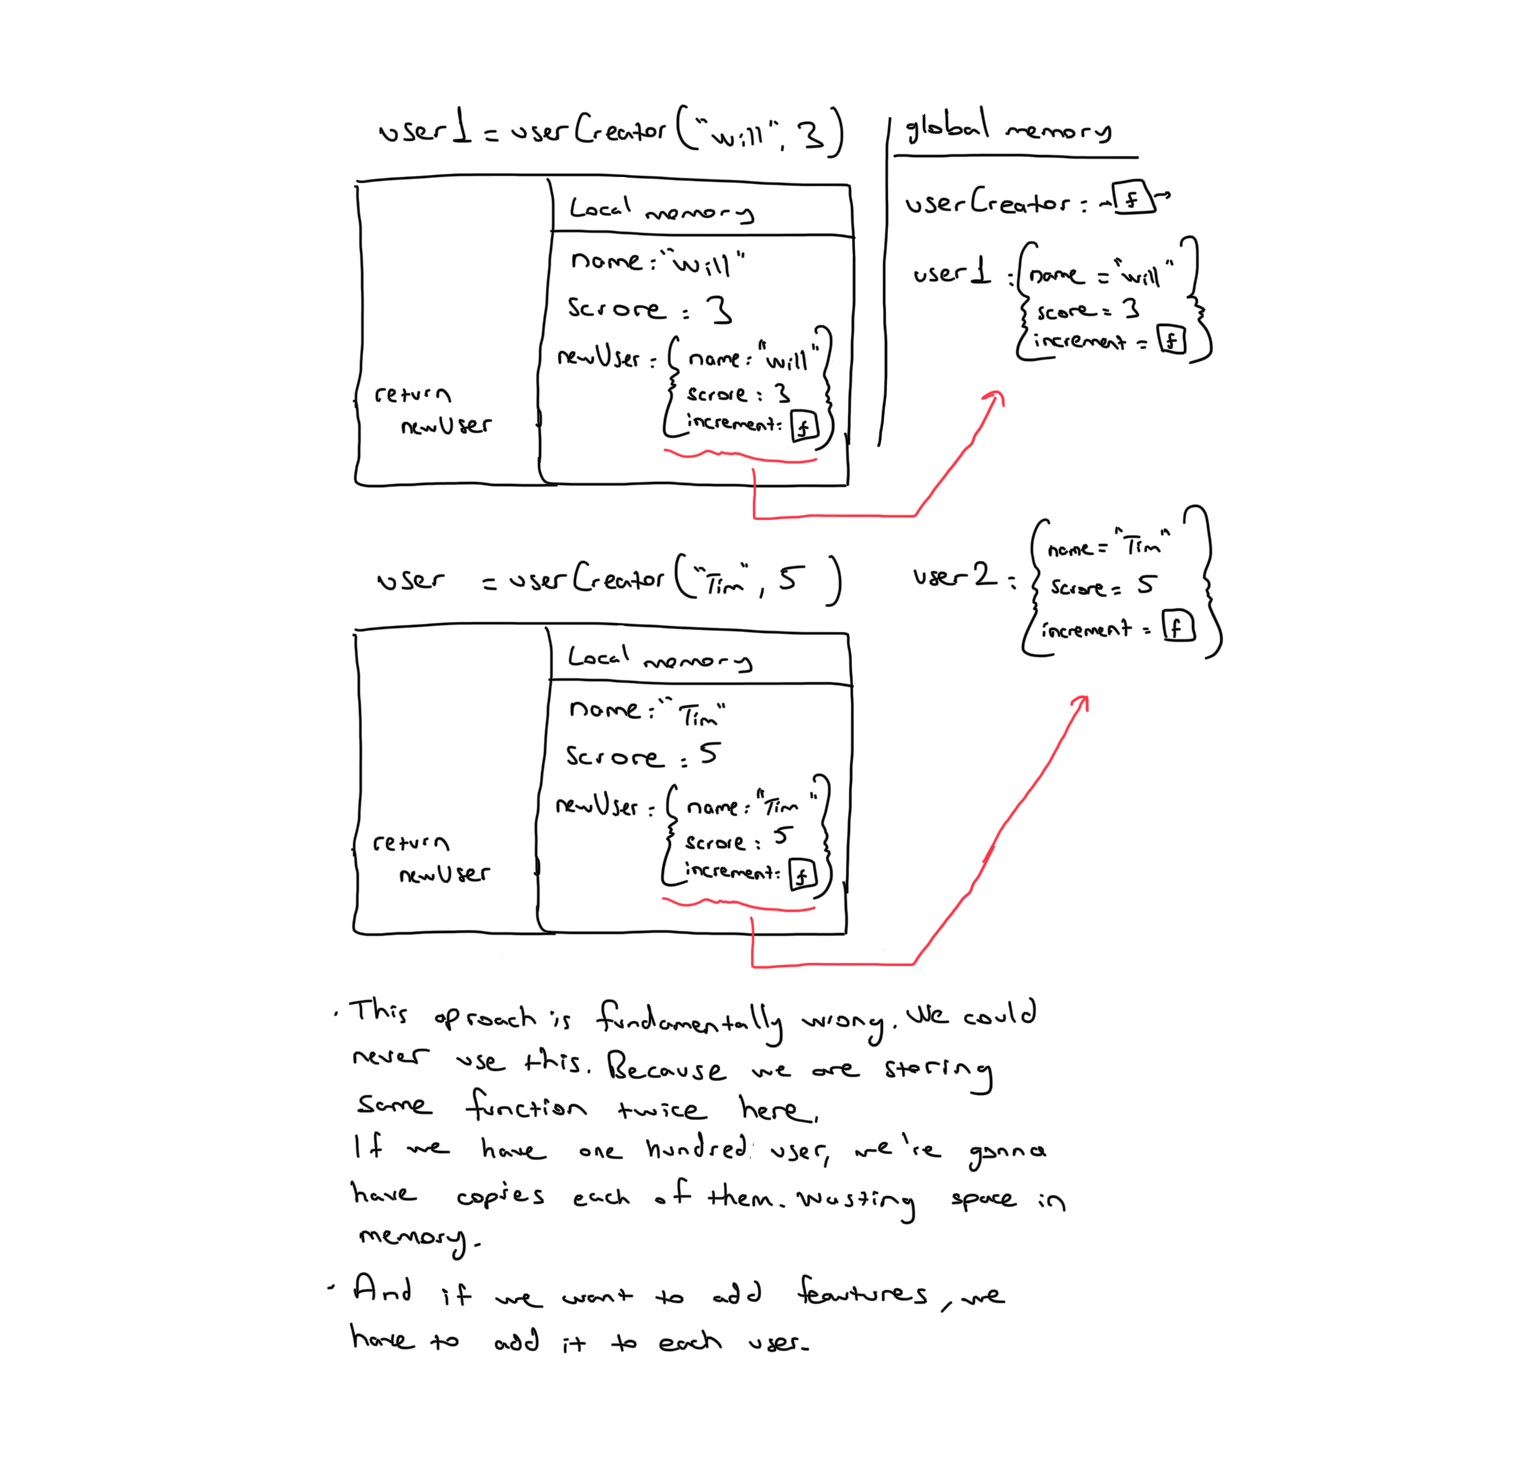 user1 = userCreator("will", 3)
Local memory
name: "will"
scrore : 3
newUser : { name: "will"
scrore : 3
increment: f }
return
newUser
global memory
userCreator : f
user1 : { name = "will"
score = 3
increment = f }
user = userCreator("Tim", 5 )
Local memory
name: "Tim"
scrore : 5
newUser : { name: "Tim "
scrore : 5
increment: f }
return
newUser
user2 : { name = "Tim"
scrore = 5
increment = f }
· This aproach is fundamentally wrong. We could
never use this. Because we are storing
same function twice here.
If we have one hundred user, we're gonna
have copies each of them. Wasting space in
memory.
· And if we want to add feautures, we
have to add it to each user.